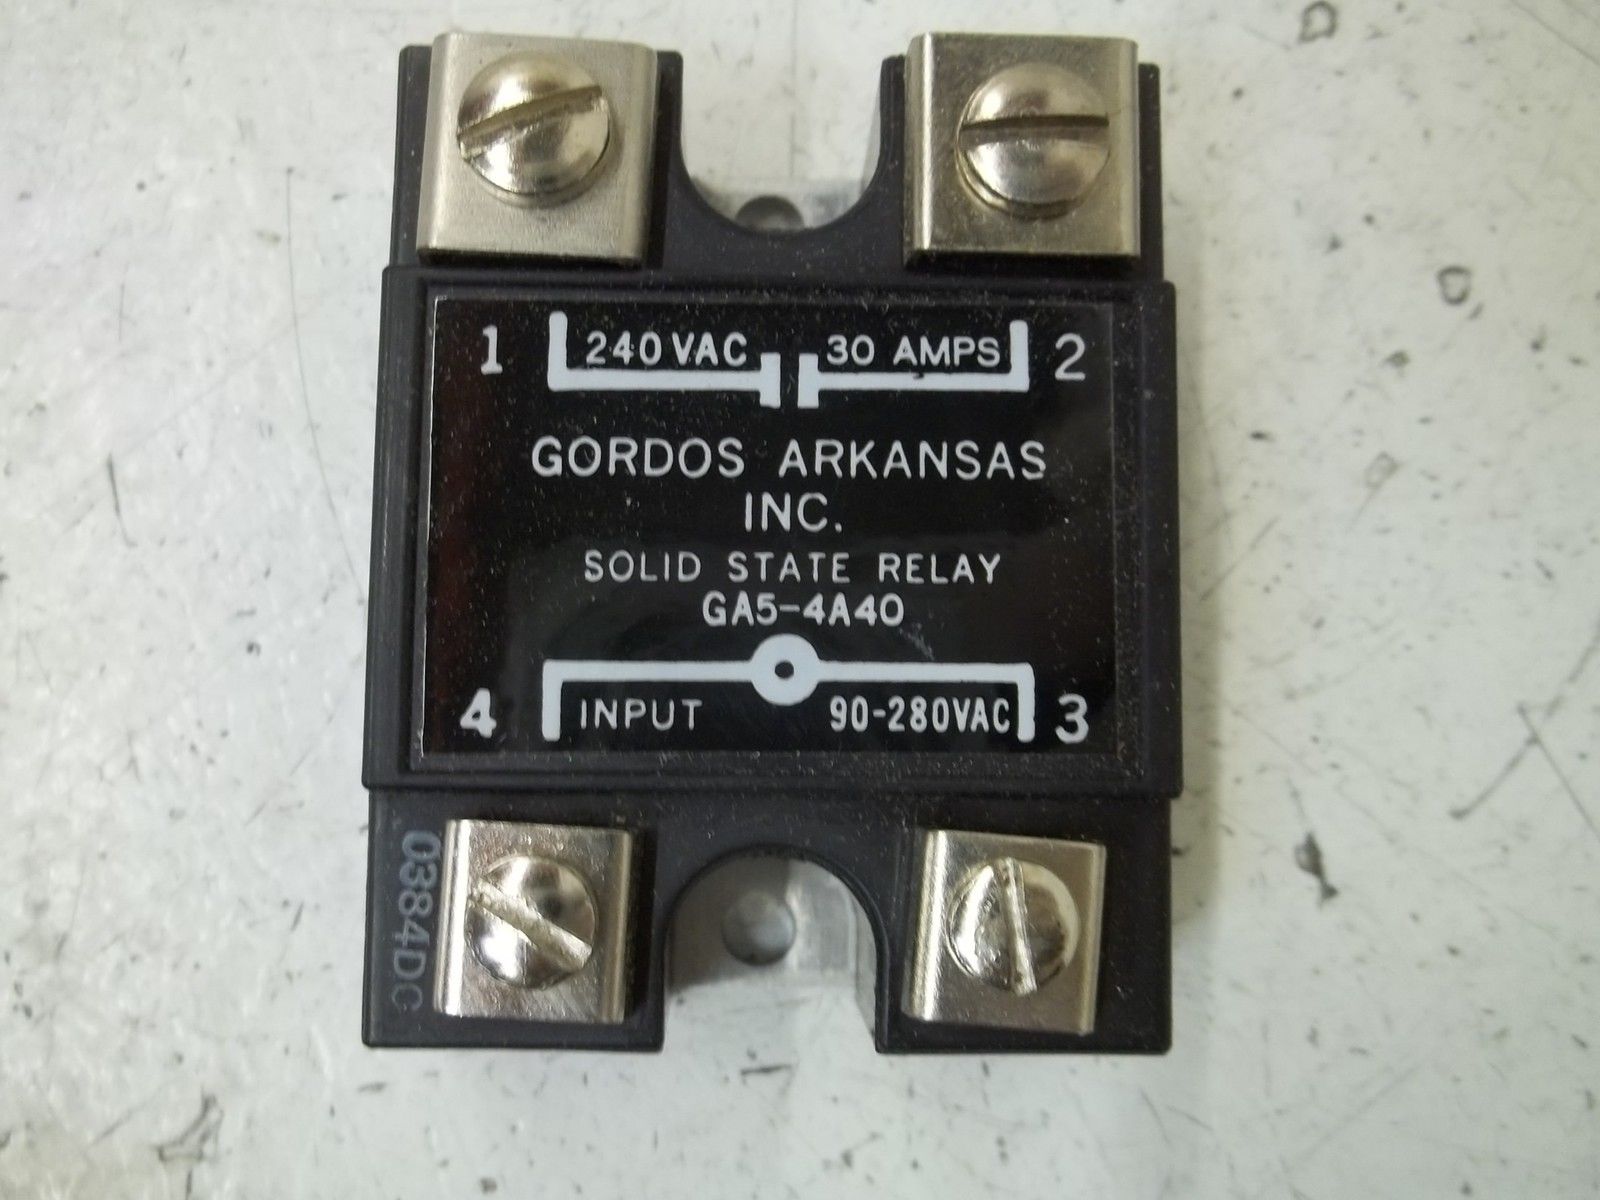 1 240 VAC 30 AMPS 2
GORDOS ARKANSAS
INC.
SOLID STATE RELAY
GA5-4A40
4 INPUT 90-280VAC 3
0384DC